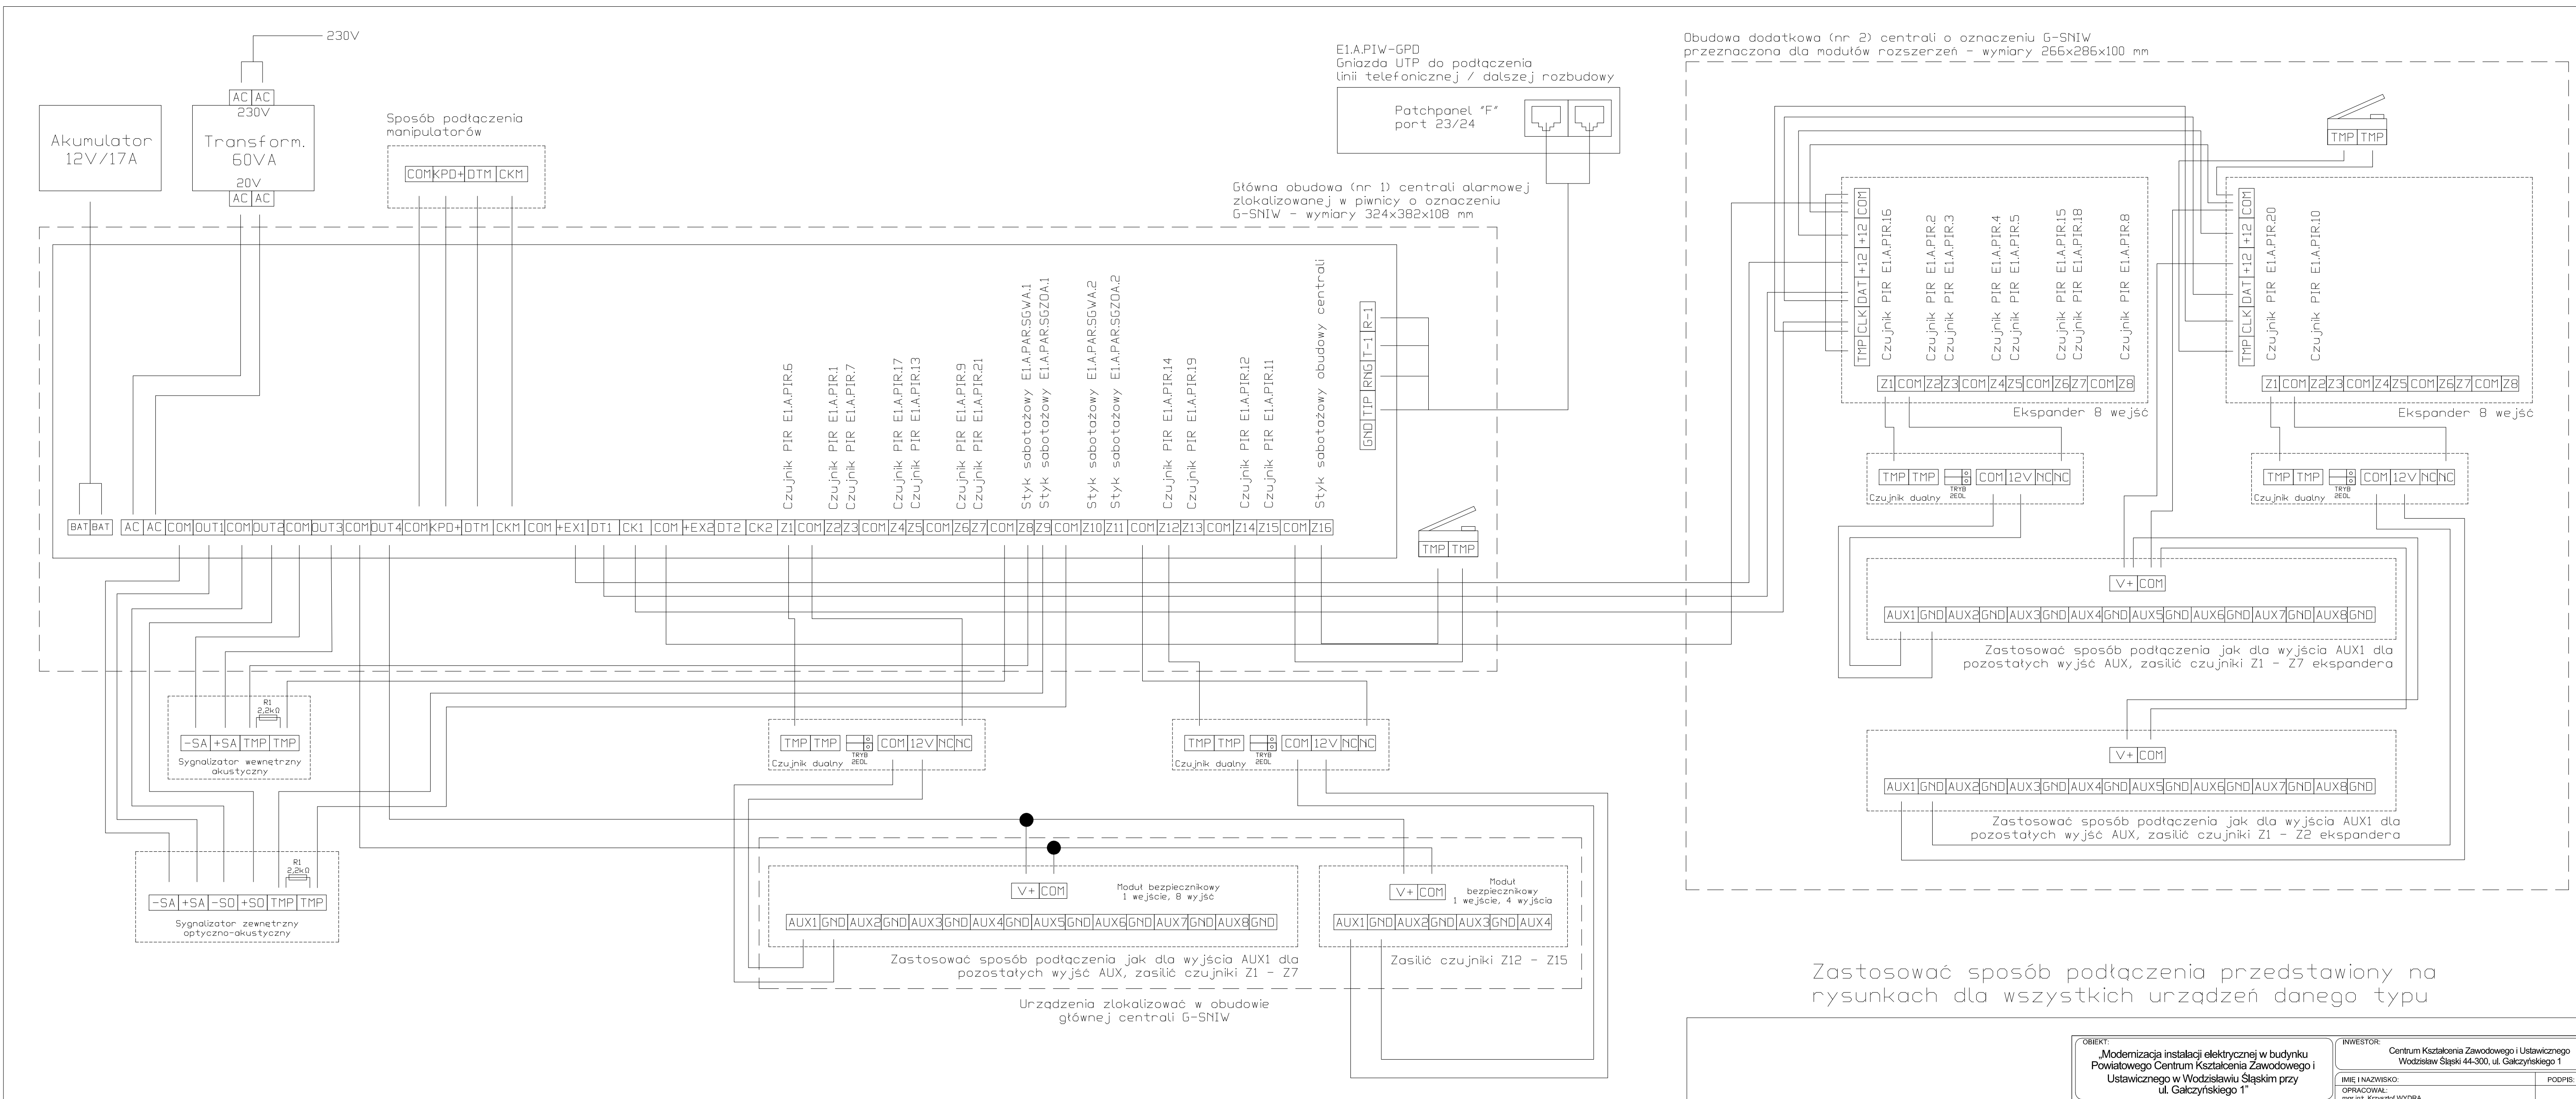 230V
AC AC
230V
Akumulator
12V/17A
Transform.
60VA
20V
AC AC
Sposób podłączenia
manipulatorów
COM KPD+ DTM CKM
E1.A.PIW-GPD
Gniazda UTP do podłączenia
linii telefonicznej / dalszej rozbudowy
Patchpanel "F"
port 23/24
Główna obudowa (nr 1) centrali alarmowej
zlokalizowanej w piwnicy o oznaczeniu
G-SNIW - wymiary 324x382x108 mm
Czujnik PIR E1.A.PIR.6
Czujnik PIR E1.A.PIR.1
Czujnik PIR E1.A.PIR.7
Czujnik PIR E1.A.PIR.17
Czujnik PIR E1.A.PIR.13
Czujnik PIR E1.A.PIR.9
Czujnik PIR E1.A.PIR.21
Styk sabotażowy E1.A.PAR.SGWA.1
Styk sabotażowy E1.A.PAR.SGZOA.1
Styk sabotażowy E1.A.PAR.SGWA.2
Styk sabotażowy E1.A.PAR.SGZOA.2
Czujnik PIR E1.A.PIR.14
Czujnik PIR E1.A.PIR.19
Czujnik PIR E1.A.PIR.12
Czujnik PIR E1.A.PIR.11
Styk sabotażowy obudowy centrali
GND TIP RNG T-1 R-1
BAT BAT AC AC COM OUT1 COM OUT2 COM OUT3 COM OUT4 COM KPD+ DTM CKM COM +EX1 DT1 CK1 COM +EX2 DT2 CK2 Z1 COM Z2 Z3 COM Z4 Z5 COM Z6 Z7 COM Z8 Z9 COM Z10 Z11 COM Z12 Z13 COM Z14 Z15 COM Z16
TMP TMP
R1
2,2kΩ
-SA +SA TMP TMP
Sygnalizator wewnętrzny
akustyczny
R1
2,2kΩ
-SA +SA -SO +SO TMP TMP
Sygnalizator zewnętrzny
optyczno-akustyczny
TMP TMP COM 12V NC NC
TRYB
2EOL
Czujnik dualny
TMP TMP COM 12V NC NC
TRYB
2EOL
Czujnik dualny
V+ COM
Moduł bezpiecznikowy
1 wejście, 8 wyjść
AUX1 GND AUX2 GND AUX3 GND AUX4 GND AUX5 GND AUX6 GND AUX7 GND AUX8 GND
Zastosować sposób podłączenia jak dla wyjścia AUX1 dla
pozostałych wyjść AUX, zasilić czujniki Z1 - Z7
V+ COM
Moduł
bezpiecznikowy
1 wejście, 4 wyjścia
AUX1 GND AUX2 GND AUX3 GND AUX4
Zasilić czujniki Z12 - Z15
Urządzenia zlokalizować w obudowie
głównej centrali G-SNIW
Obudowa dodatkowa (nr 2) centrali o oznaczeniu G-SNIW
przeznaczona dla modułów rozszerzeń - wymiary 266x286x100 mm
TMP TMP
TMP CLK DAT +12 +12 COM
Czujnik PIR E1.A.PIR.16
Czujnik PIR E1.A.PIR.2
Czujnik PIR E1.A.PIR.3
Czujnik PIR E1.A.PIR.4
Czujnik PIR E1.A.PIR.5
Czujnik PIR E1.A.PIR.15
Czujnik PIR E1.A.PIR.18
Czujnik PIR E1.A.PIR.8
Z1 COM Z2 Z3 COM Z4 Z5 COM Z6 Z7 COM Z8
Ekspander 8 wejść
TMP CLK DAT +12 +12 COM
Czujnik PIR E1.A.PIR.20
Czujnik PIR E1.A.PIR.10
Z1 COM Z2 Z3 COM Z4 Z5 COM Z6 Z7 COM Z8
Ekspander 8 wejść
TMP TMP COM 12V NC NC
TRYB
2EOL
Czujnik dualny
TMP TMP COM 12V NC NC
TRYB
2EOL
Czujnik dualny
V+ COM
AUX1 GND AUX2 GND AUX3 GND AUX4 GND AUX5 GND AUX6 GND AUX7 GND AUX8 GND
Zastosować sposób podłączenia jak dla wyjścia AUX1 dla
pozostałych wyjść AUX, zasilić czujniki Z1 - Z7 ekspandera
V+ COM
AUX1 GND AUX2 GND AUX3 GND AUX4 GND AUX5 GND AUX6 GND AUX7 GND AUX8 GND
Zastosować sposób podłączenia jak dla wyjścia AUX1 dla
pozostałych wyjść AUX, zasilić czujniki Z1 - Z2 ekspandera
Zastosować sposób podłączenia przedstawiony na
rysunkach dla wszystkich urządzeń danego typu
OBIEKT:
„Modernizacja instalacji elektrycznej w budynku
Powiatowego Centrum Kształcenia Zawodowego i
Ustawicznego w Wodzisławiu Śląskim przy
ul. Gałczyńskiego 1"
INWESTOR:
Centrum Kształcenia Zawodowego i Ustawicznego
Wodzisław Śląski 44-300, ul. Gałczyńskiego 1
IMIĘ I NAZWISKO:
PODPIS:
OPRACOWAŁ:
mgr inż. Krzysztof WYDRA